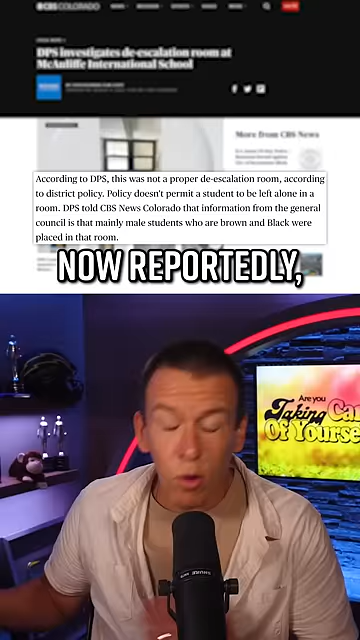 CBS COLORADO
DPS investigates de-escalation room at
McAuliffe International School
More from CBS News
According to DPS, this was not a proper de-escalation room, according
to district policy. Policy doesn't permit a student to be left alone in a
room. DPS told CBS News Colorado that information from the general
council is that mainly male students who are brown and Black were
placed in that room.
NOW REPORTEDLY,
Are you
Taking Car
Of Yourse
SHURE